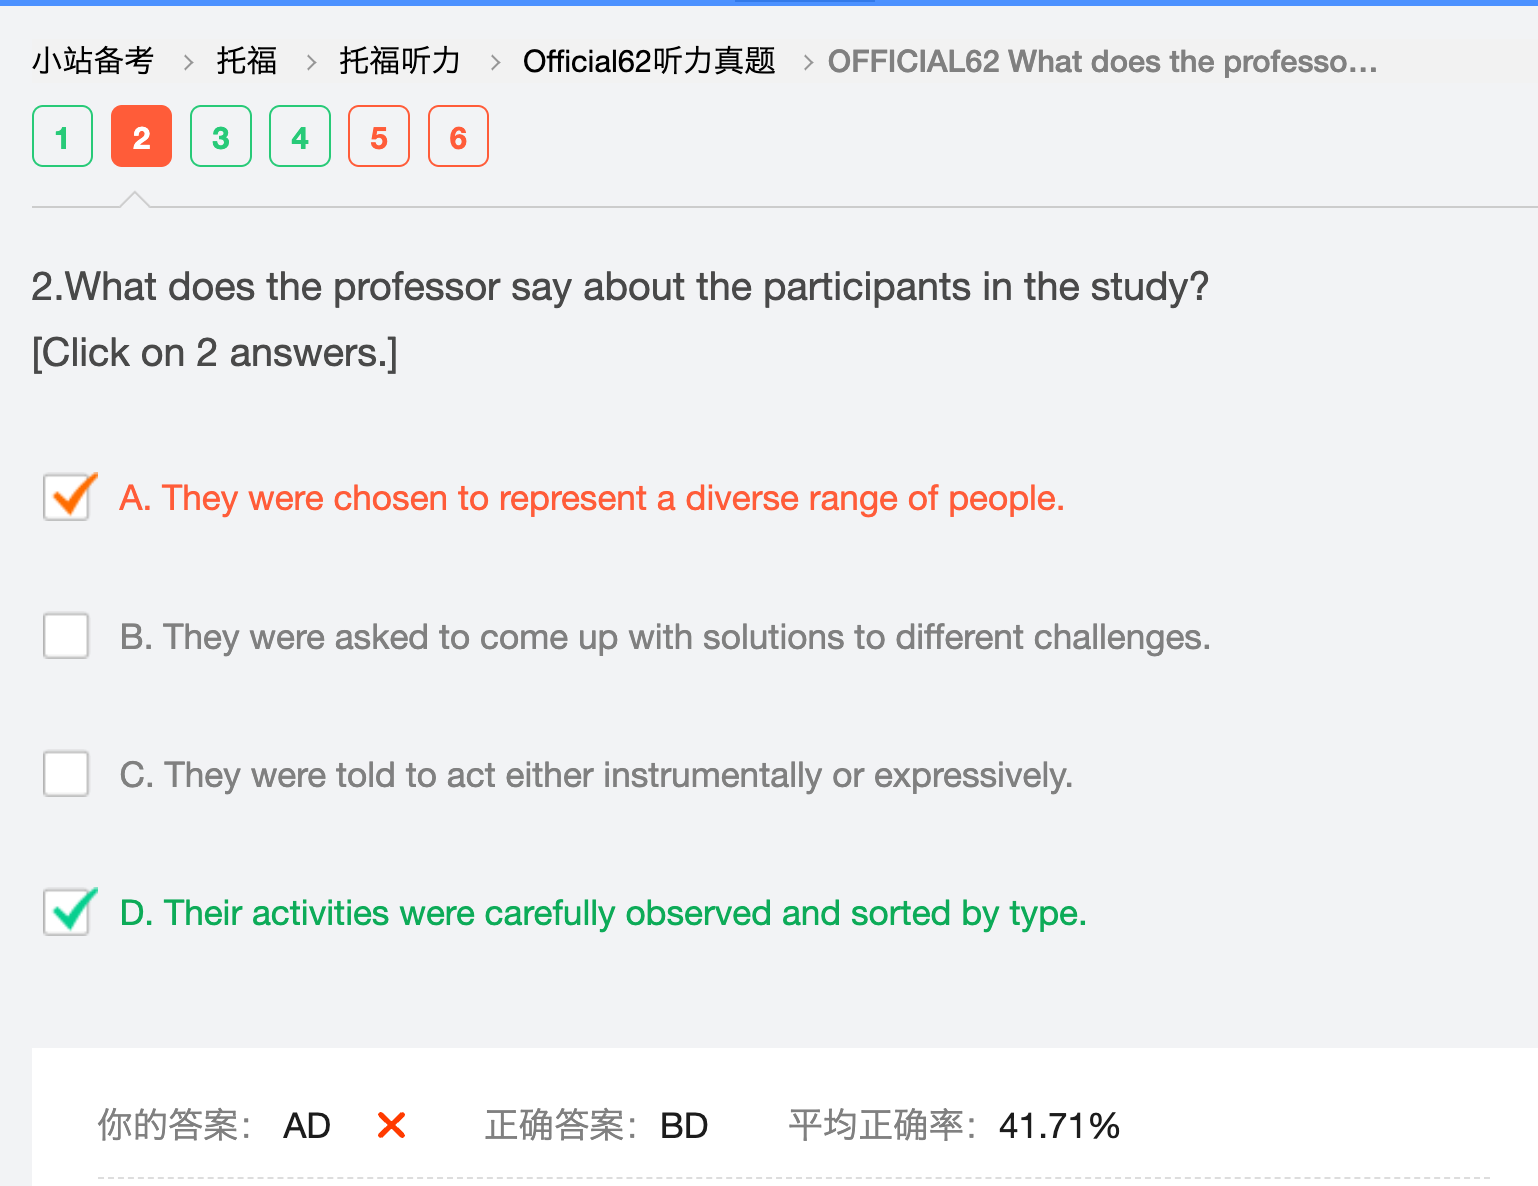 小站备考 > 托福 > 托福听力 > Official62听力真题 > OFFICIAL62 What does the professo...
1 2 3 4 5 6
2.What does the professor say about the participants in the study?
[Click on 2 answers.]
A. They were chosen to represent a diverse range of people.
B. They were asked to come up with solutions to different challenges.
C. They were told to act either instrumentally or expressively.
D. Their activities were carefully observed and sorted by type.
你的答案： AD 正确答案： BD 平均正确率： 41.71%